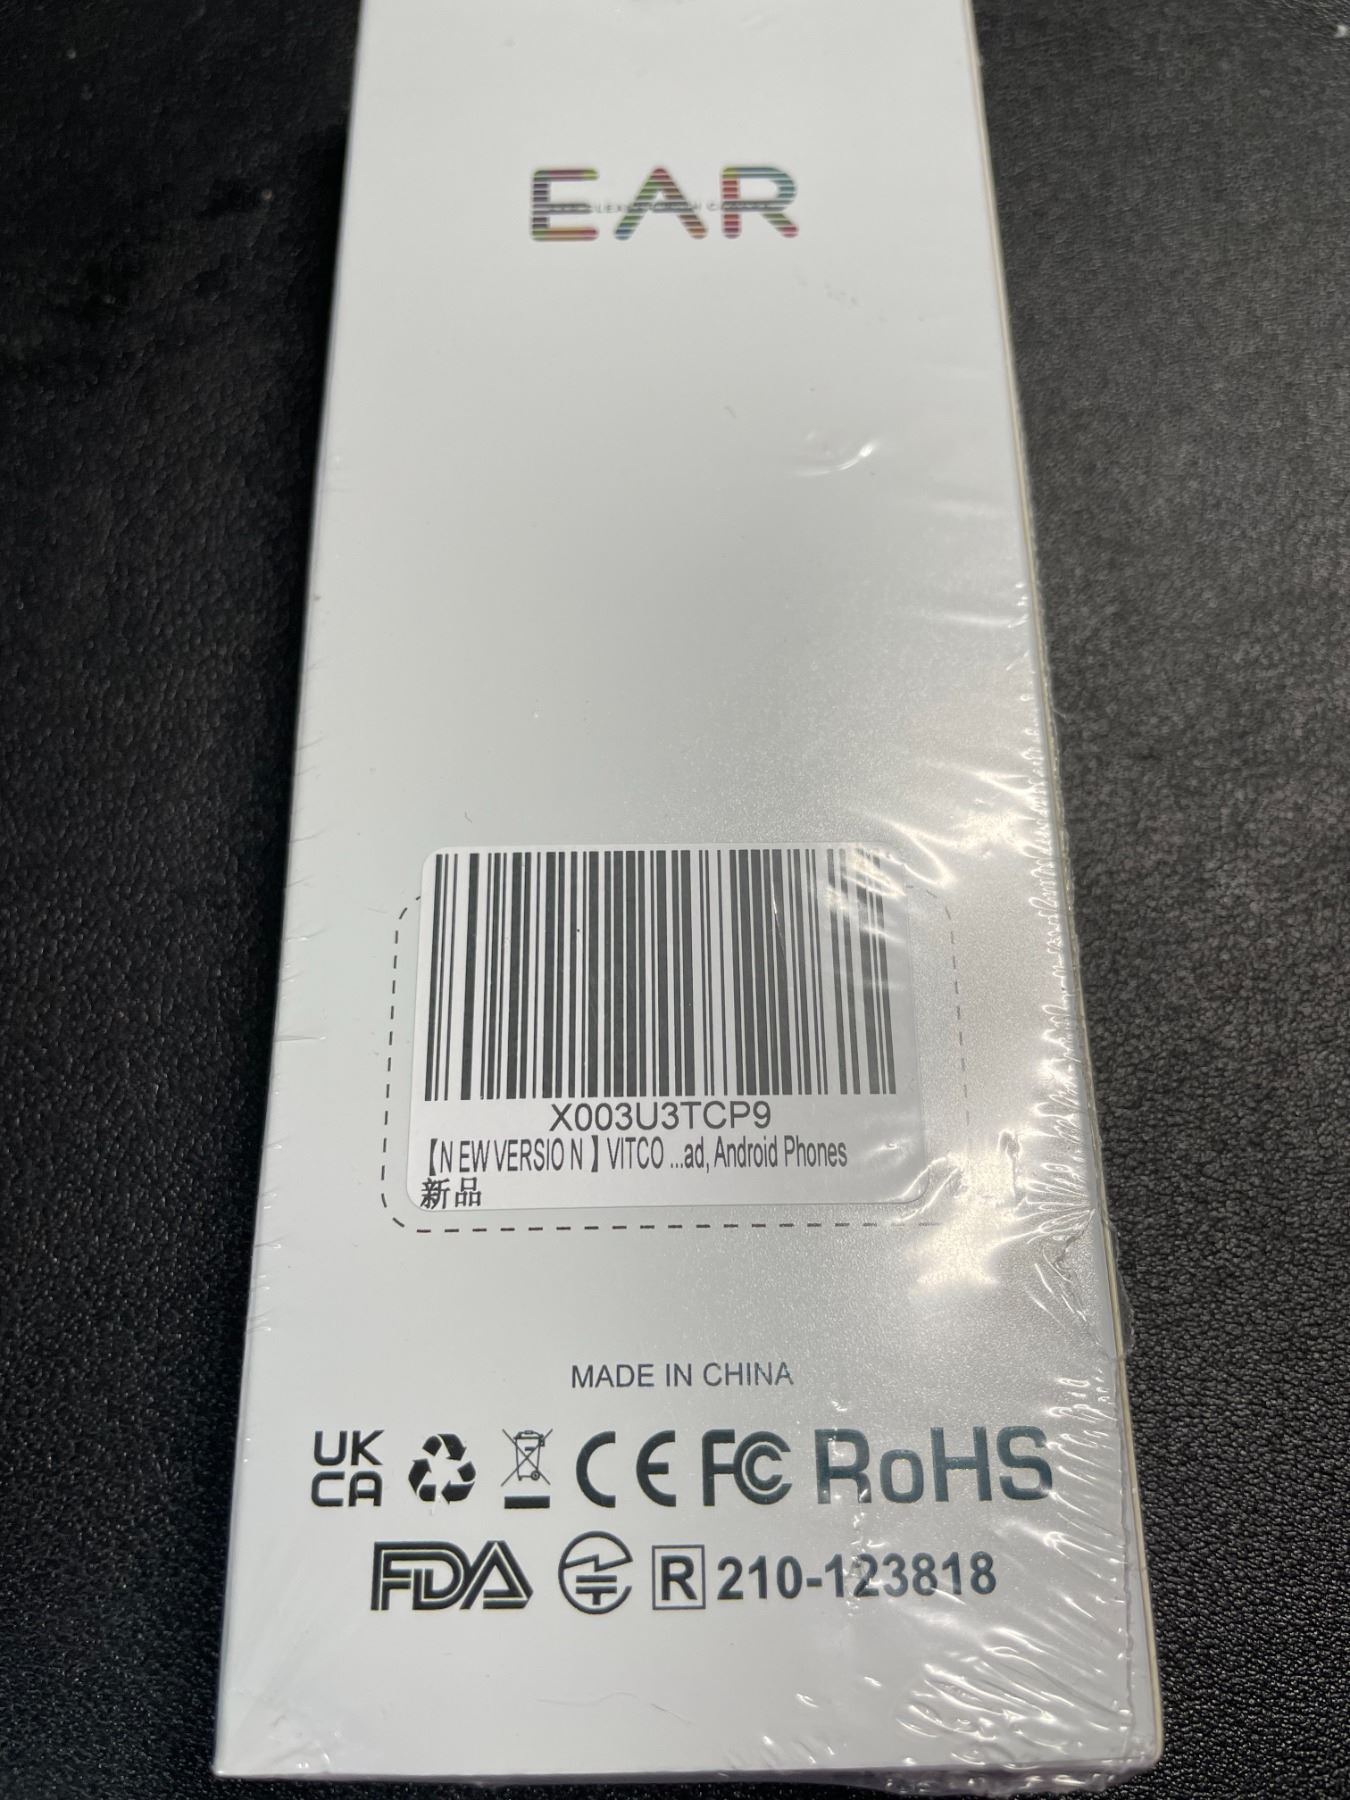 EAR
X003U3TCP9
【N EW VERSIO N 】VITCO ...ad, Android Phones
新品
MADE IN CHINA
UK
CA
CE FC RoHS
FDA R 210-123818